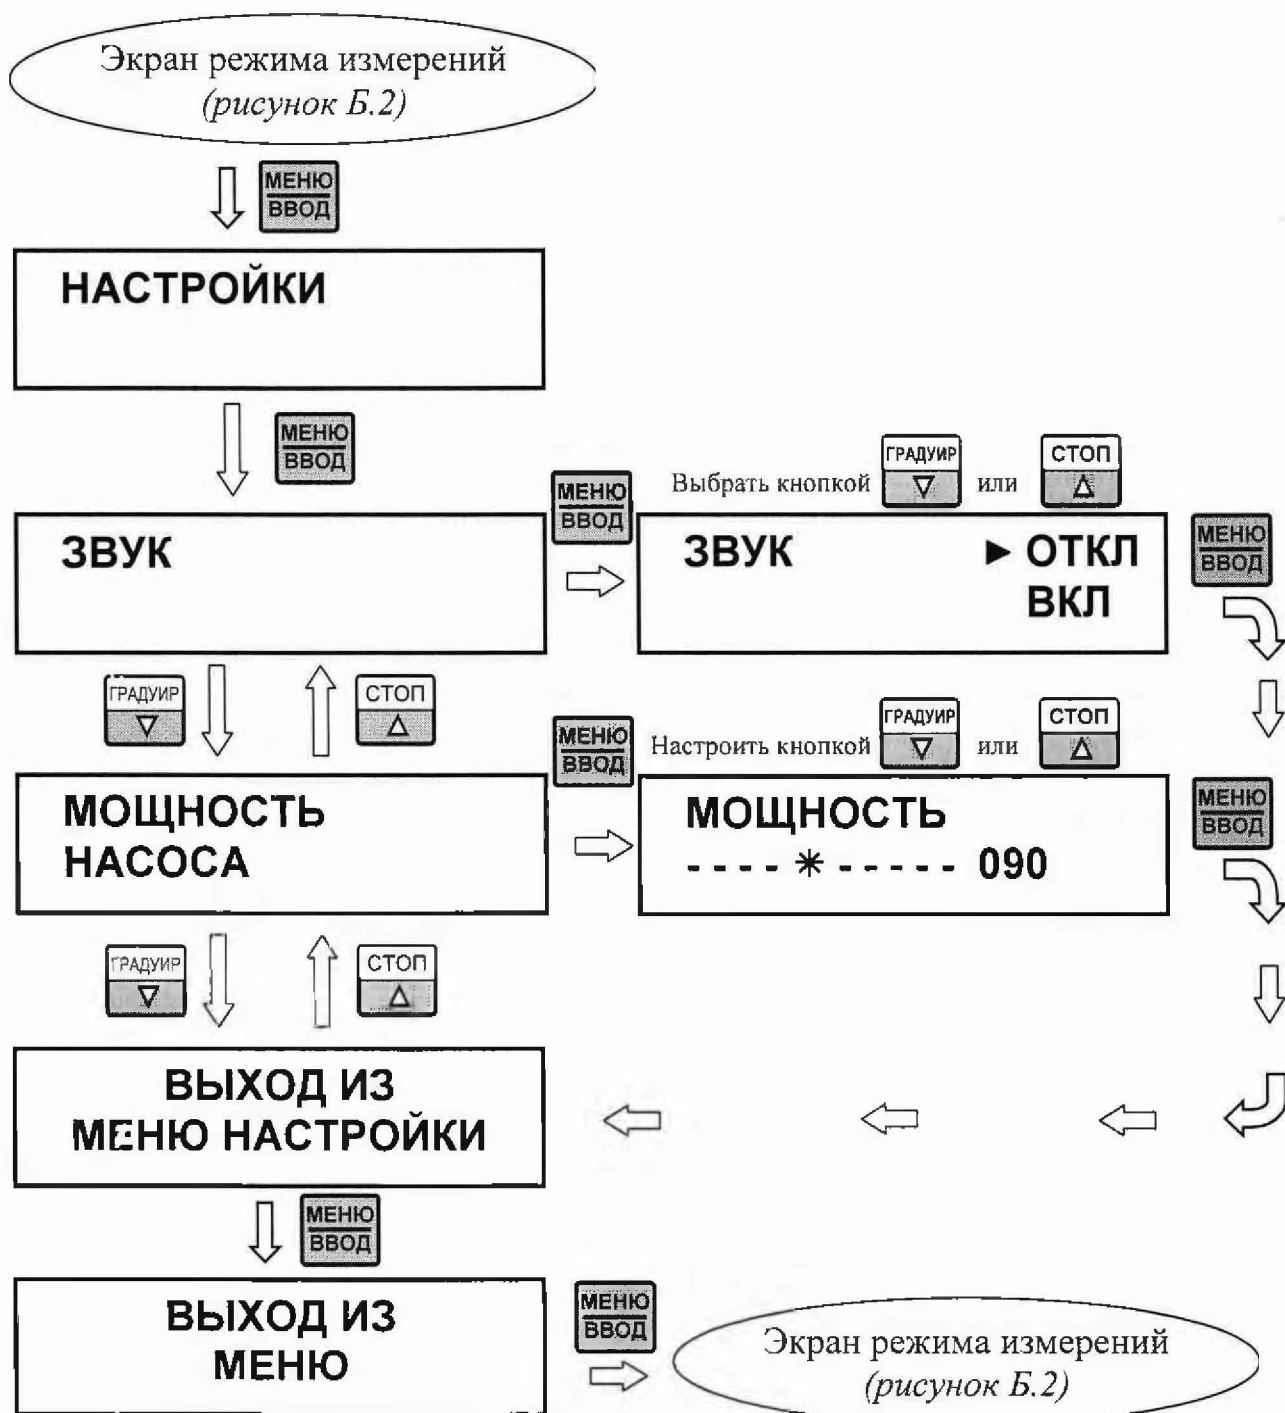 Экран режима измерений
(рисунок Б.2)
МЕНЮ
ВВОД
НАСТРОЙКИ
МЕНЮ
ВВОД
МЕНЮ
ВВОД
Выбрать кнопкой ГРАДУИР ▽ или СТОП △
ЗВУК
ЗВУК ► ОТКЛ
ВКЛ
МЕНЮ
ВВОД
ГРАДУИР ▽
СТОП △
МЕНЮ
ВВОД
Настроить кнопкой ГРАДУИР ▽ или СТОП △
МОЩНОСТЬ
НАСОСА
МОЩНОСТЬ
- - - - * - - - - - 090
МЕНЮ
ВВОД
ГРАДУИР ▽
СТОП △
ВЫХОД ИЗ
МЕНЮ НАСТРОЙКИ
МЕНЮ
ВВОД
ВЫХОД ИЗ
МЕНЮ
МЕНЮ
ВВОД
Экран режима измерений
(рисунок Б.2)